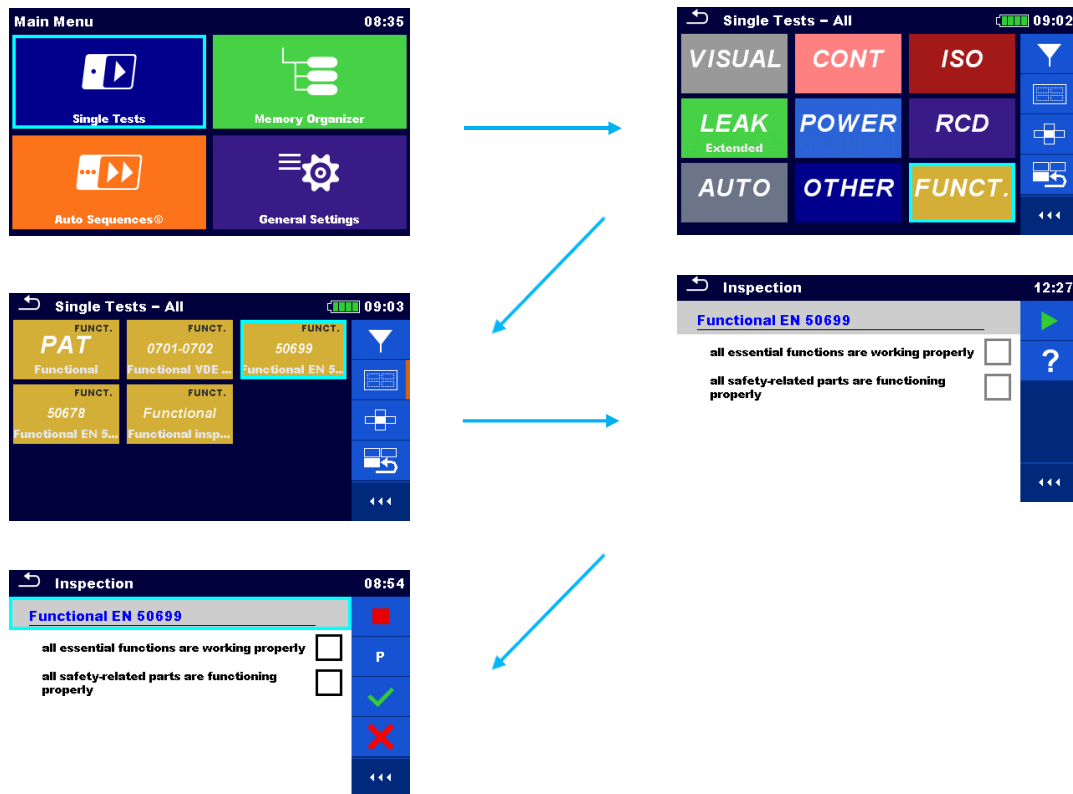 Main Menu 08:35
Single Tests
Memory Organizer
Auto Sequences®
General Settings
Single Tests – All 09:02
VISUAL CONT ISO
LEAK POWER RCD
Extended
AUTO OTHER FUNCT.
Single Tests – All 09:03
FUNCT. FUNCT. FUNCT.
PAT 0701-0702 50699
Functional Functional VDE ... Functional EN 5...
FUNCT. FUNCT.
50678 Functional
Functional EN 5... Functional insp...
Inspection 12:27
Functional EN 50699
all essential functions are working properly
?
all safety-related parts are functioning
properly
Inspection 08:54
Functional EN 50699
all essential functions are working properly
P
all safety-related parts are functioning
properly